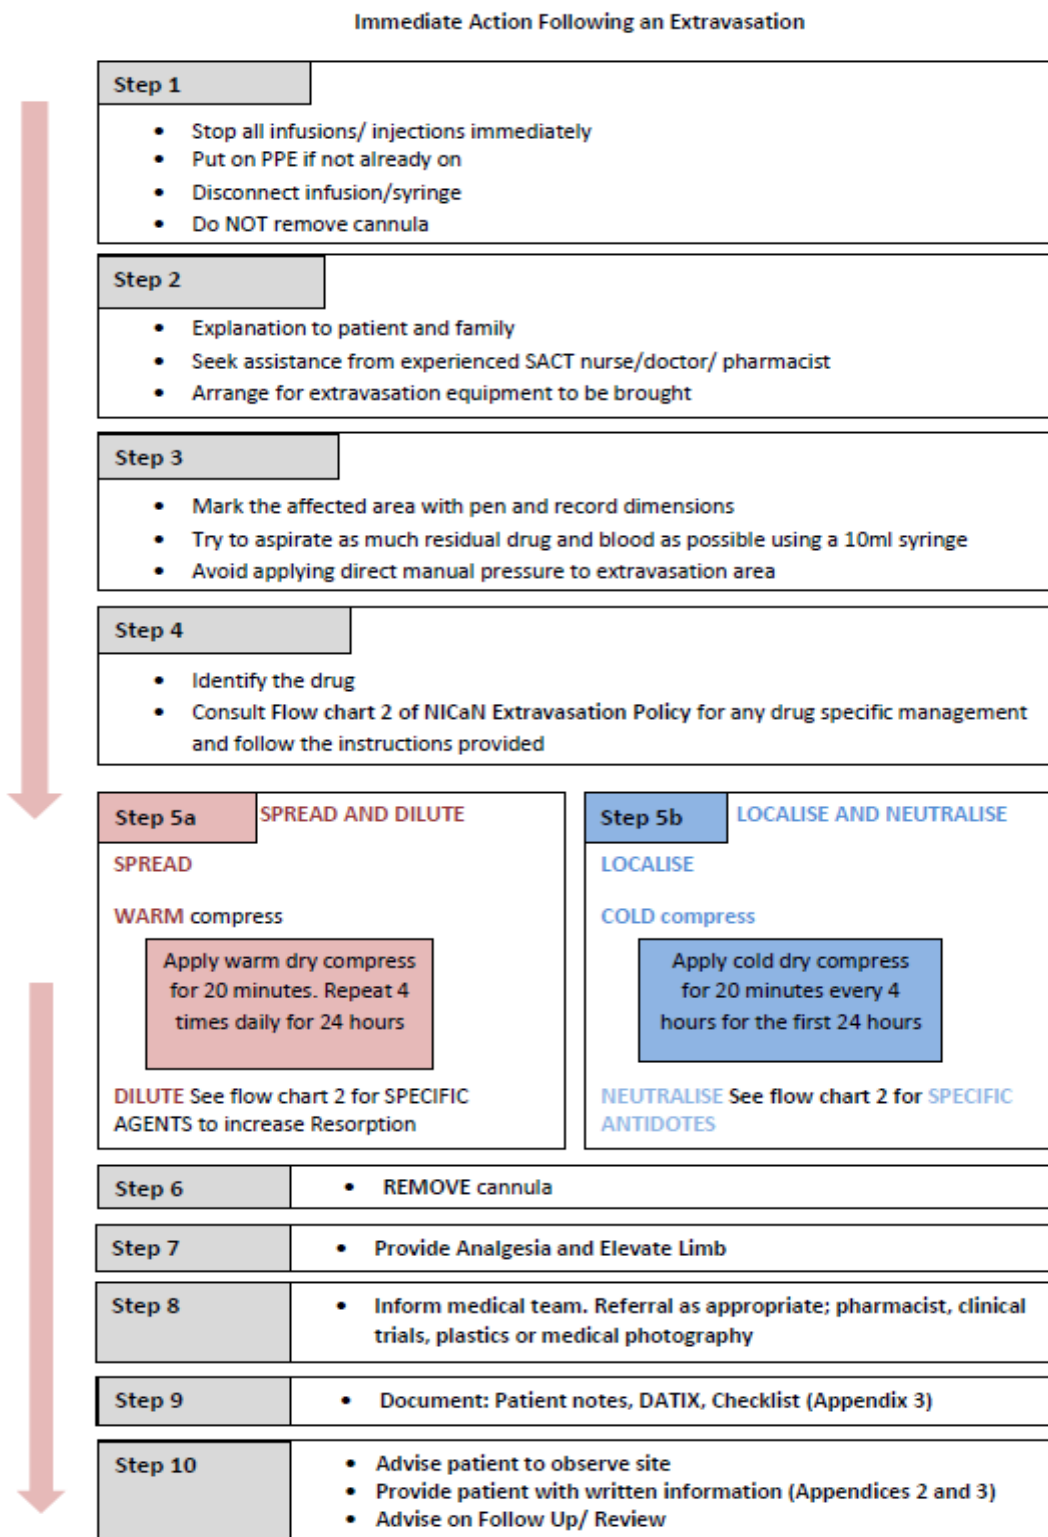 Immediate Action Following an Extravasation
Step 1
• Stop all infusions/ injections immediately
• Put on PPE if not already on
• Disconnect infusion/syringe
• Do NOT remove cannula
Step 2
• Explanation to patient and family
• Seek assistance from experienced SACT nurse/doctor/ pharmacist
• Arrange for extravasation equipment to be brought
Step 3
• Mark the affected area with pen and record dimensions
• Try to aspirate as much residual drug and blood as possible using a 10ml syringe
• Avoid applying direct manual pressure to extravasation area
Step 4
• Identify the drug
• Consult Flow chart 2 of NICaN Extravasation Policy for any drug specific management
and follow the instructions provided
Step 5a SPREAD AND DILUTE
SPREAD
WARM compress
Apply warm dry compress
for 20 minutes. Repeat 4
times daily for 24 hours
DILUTE See flow chart 2 for SPECIFIC
AGENTS to increase Resorption
Step 5b LOCALISE AND NEUTRALISE
LOCALISE
COLD compress
Apply cold dry compress
for 20 minutes every 4
hours for the first 24 hours
NEUTRALISE See flow chart 2 for SPECIFIC
ANTIDOTES
Step 6 • REMOVE cannula
Step 7 • Provide Analgesia and Elevate Limb
Step 8 • Inform medical team. Referral as appropriate; pharmacist, clinical
trials, plastics or medical photography
Step 9 • Document: Patient notes, DATIX, Checklist (Appendix 3)
Step 10 • Advise patient to observe site
• Provide patient with written information (Appendices 2 and 3)
• Advise on Follow Up/ Review